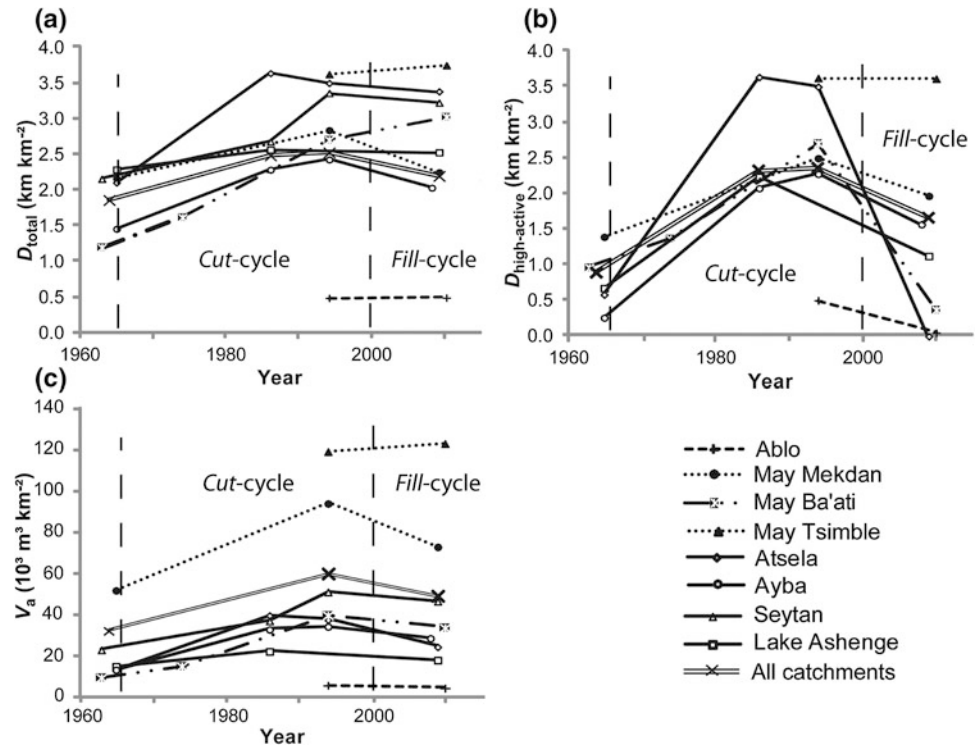 (a)
4.0
3.5
3.0
2.5
2.0
1.5
1.0
0.5
0.0
D total (km km⁻²)
Cut-cycle
Fill-cycle
1960
1980
2000
Year
(b)
4.0
3.5
3.0
2.5
2.0
1.5
1.0
0.5
0.0
D high-active (km km⁻²)
Fill-cycle
Cut-cycle
1960
1980
2000
Year
(c)
140
120
100
80
60
40
20
0
V a (10³ m³ km⁻²)
Cut-cycle
Fill-cycle
1960
1980
2000
Year
Ablo
May Mekdan
May Ba'ati
May Tsimble
Atsela
Ayba
Seytan
Lake Ashenge
All catchments